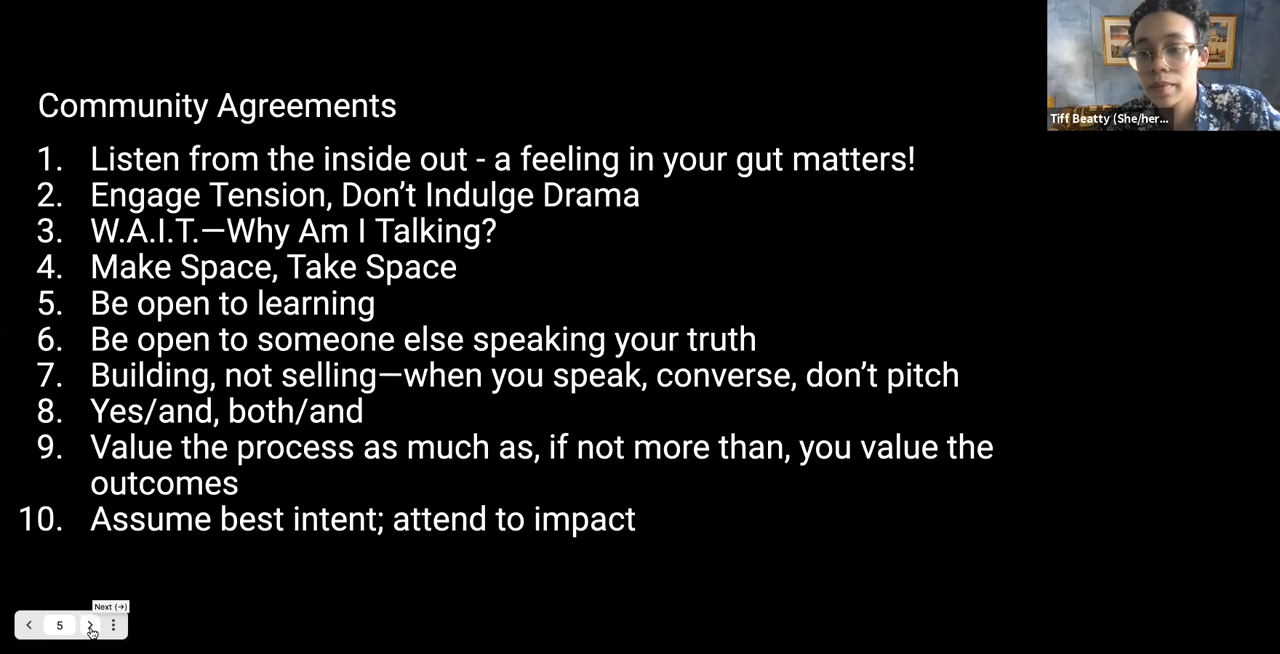 Community Agreements
1. Listen from the inside out - a feeling in your gut matters!
2. Engage Tension, Don’t Indulge Drama
3. W.A.I.T.—Why Am I Talking?
4. Make Space, Take Space
5. Be open to learning
6. Be open to someone else speaking your truth
7. Building, not selling—when you speak, converse, don’t pitch
8. Yes/and, both/and
9. Value the process as much as, if not more than, you value the
outcomes
10. Assume best intent; attend to impact
Tiff Beatty (She/her...
Next (→)
5